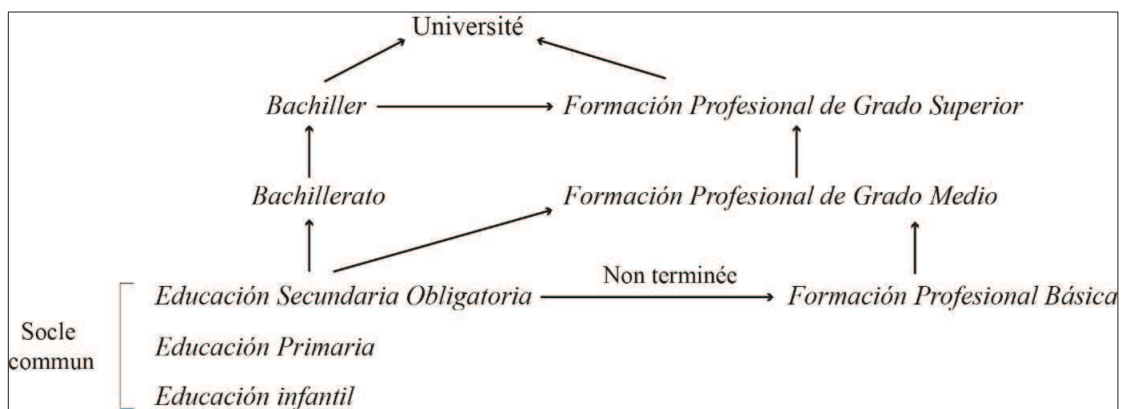 Université
Bachiller
Formación Profesional de Grado Superior
Bachillerato
Formación Profesional de Grado Medio
Non terminée
Educación Secundaria Obligatoria
Formación Profesional Básica
Socle
commun
Educación Primaria
Educación infantil